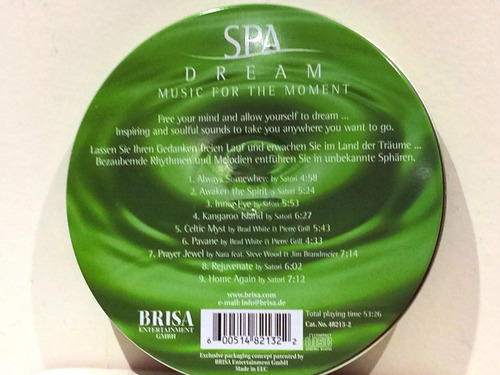 SPA
DREAM
MUSIC FOR THE MOMENT
Free your mind and allow yourself to dream ...
Inspiring and soulful sounds to take you anywhere you want to go.
Lassen Sie Ihren Gedanken freien Lauf und erwachen Sie im Land der Träume ...
Bezaubernde Rhythmen und Melodien entführen Sie in unbekannte Sphären.
1. Always Somewhere by Satori 4:58
2. Awaken the Spirit by Satori 5:24
3. Inner Eye by Satori 5:53
4. Kangaroo Island by Satori 6:27
5. Celtic Myst by Brad White & Pierre Grill 5:43
6. Pavane by Brad White & Pierre Grill 4:33
7. Prayer Jewel by Nara feat. Steve Wood & Jim Brandmeier 7:14
8. Rejuvenate by Satori 6:02
9. Home Again by Satori 7:12
www.brisa.com
e-mail: info@brisa.de
BRISA
ENTERTAINMENT
GMBH
6 00514 82132 2
Total playing time 53:26
Cat. No. 48213-2
Exclusive packaging concept patented by
BRISA Entertainment GmbH
Made in EEC